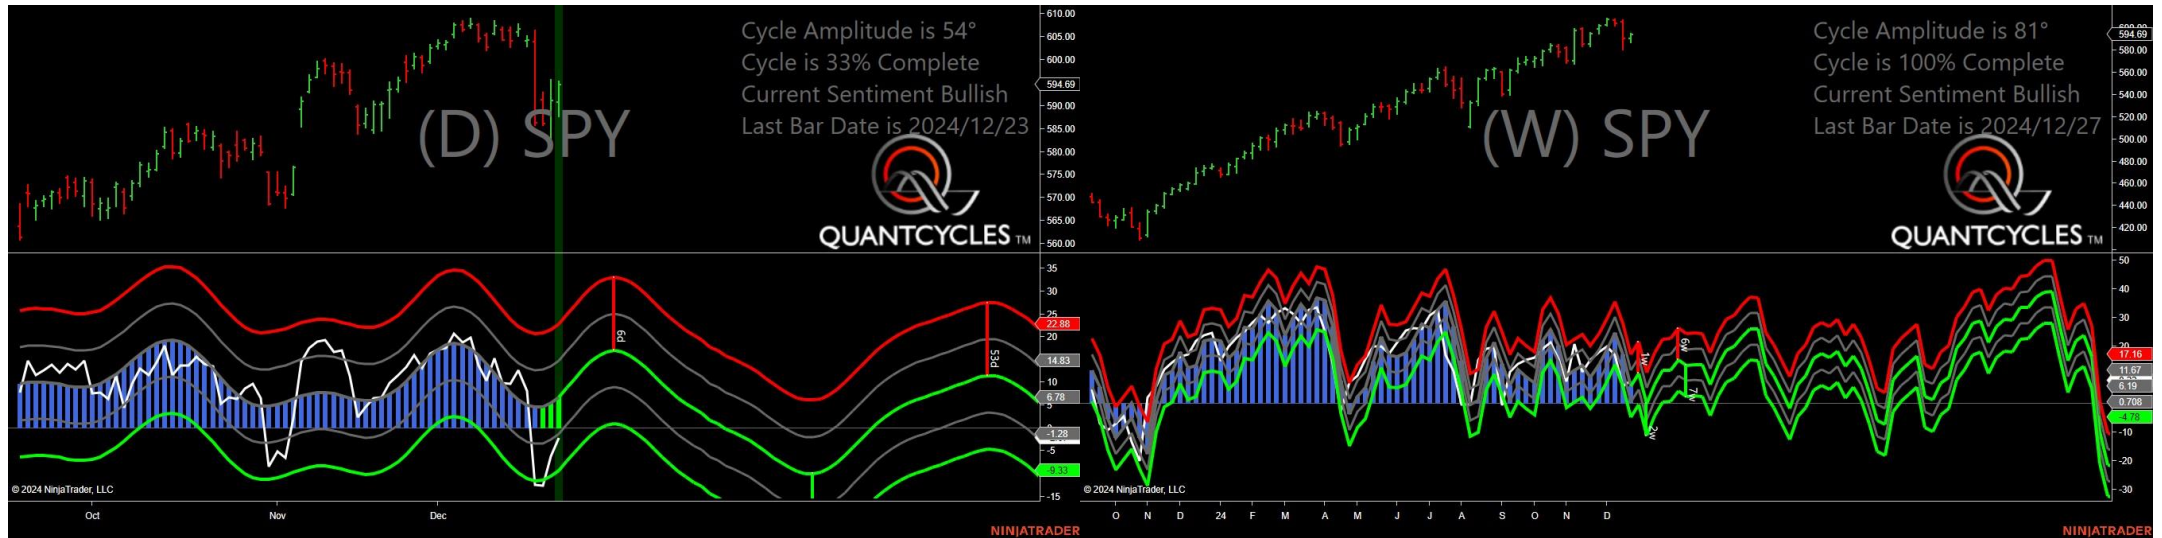 Cycle Amplitude is 54°
Cycle is 33% Complete
Current Sentiment Bullish
Last Bar Date is 2024/12/23
(D) SPY
QUANTCYCLES TM
610.00
605.00
600.00
594.69
590.00
585.00
580.00
575.00
570.00
565.00
560.00
35
30
25
22.88
20
14.83
10
6.78
5
-1.28
-5
-9.33
-15
6d
53d
© 2024 NinjaTrader, LLC
Oct
Nov
Dec
NINJATRADER
Cycle Amplitude is 81°
Cycle is 100% Complete
Current Sentiment Bullish
Last Bar Date is 2024/12/27
(W) SPY
QUANTCYCLES TM
600.00
594.69
580.00
560.00
540.00
520.00
500.00
480.00
460.00
440.00
420.00
50
40
30
20
17.16
11.67
6.19
0.708
-4.78
-10
-20
-30
1w
6w
7w
2w
© 2024 NinjaTrader, LLC
O N D 24 F M A M J J A S O N D
NINJATRADER